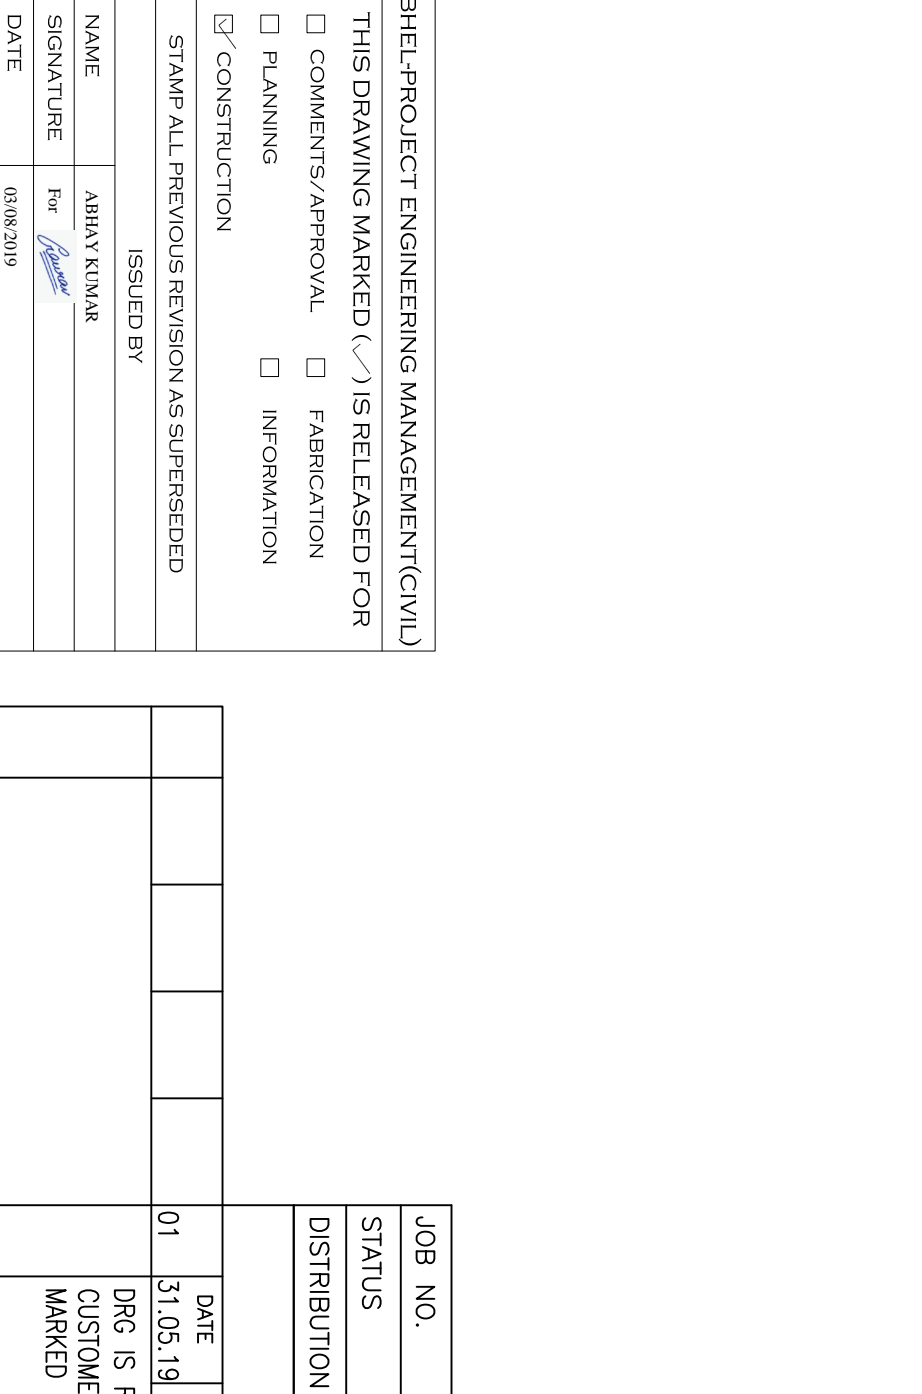 BHEL-PROJECT ENGINEERING MANAGEMENT(CIVIL)
THIS DRAWING MARKED (✓) IS RELEASED FOR
☐ COMMENTS/APPROVAL ☐ FABRICATION
☐ PLANNING ☐ INFORMATION
☑ CONSTRUCTION
STAMP ALL PREVIOUS REVISION AS SUPERSEDED
ISSUED BY
NAME ABHAY KUMAR
SIGNATURE For Gaurav
DATE 03/08/2019
JOB NO.
STATUS
DISTRIBUTION
DATE
01 31.05.19
DRG IS
CUSTOME
MARKED